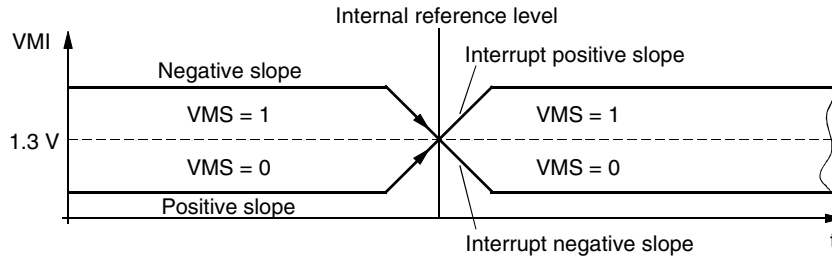 Internal reference level
VMI
Interrupt positive slope
Negative slope
VMS = 1
VMS = 1
1.3 V
VMS = 0
VMS = 0
Positive slope
Interrupt negative slope
t